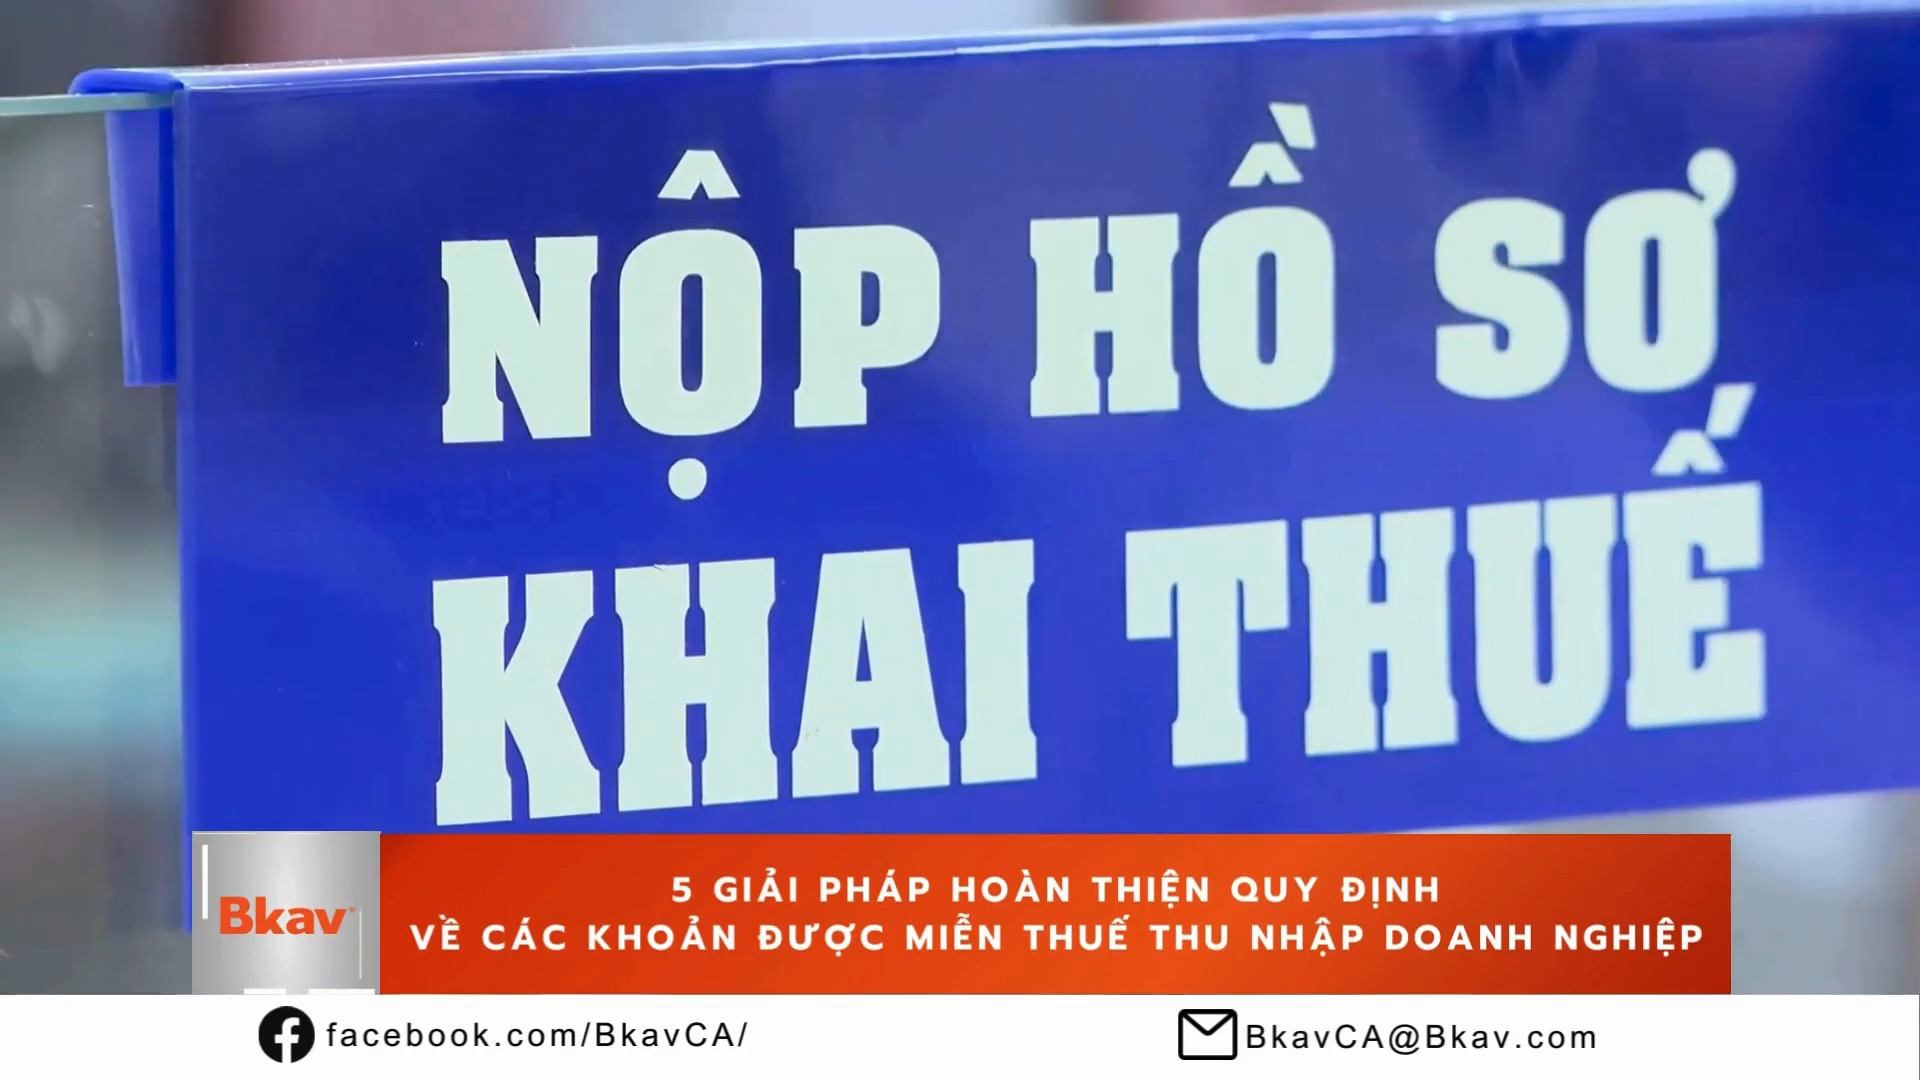 NỘP HỒ SƠ
KHAI THUẾ
Bkav
5 GIẢI PHÁP HOÀN THIỆN QUY ĐỊNH
VỀ CÁC KHOẢN ĐƯỢC MIỄN THUẾ THU NHẬP DOANH NGHIỆP
facebook.com/BkavCA/
BkavCA@Bkav.com